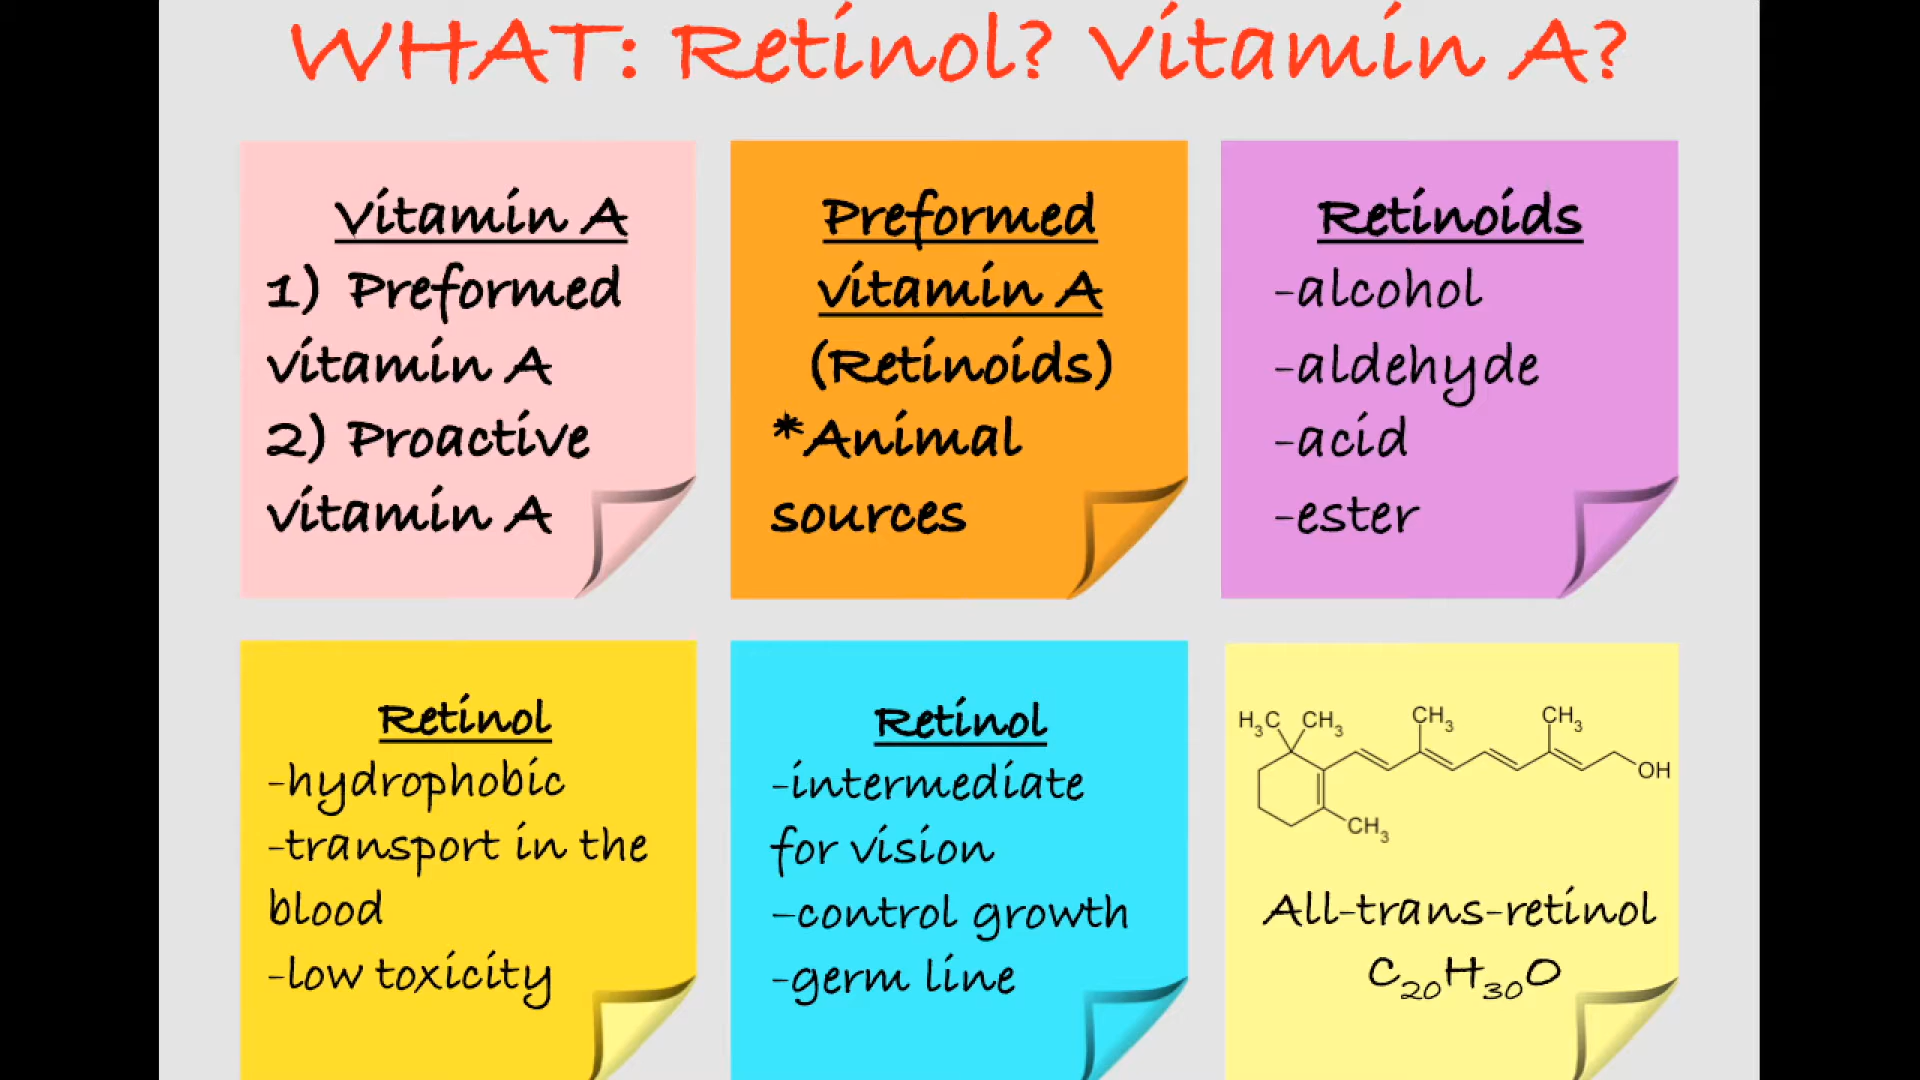 WHAT: Retinol? Vitamin A?
Vitamin A
1) Preformed
vitamin A
2) Proactive
vitamin A
Preformed
vitamin A
(Retinoids)
*Animal
sources
Retinoids
-alcohol
-aldehyde
-acid
-ester
Retinol
-hydrophobic
-transport in the
blood
-low toxicity
Retinol
-intermediate
for vision
-control growth
-germ line
H₃C CH₃ CH₃ CH₃
OH
CH₃
All-trans-retinol
C₂₀H₃₀O